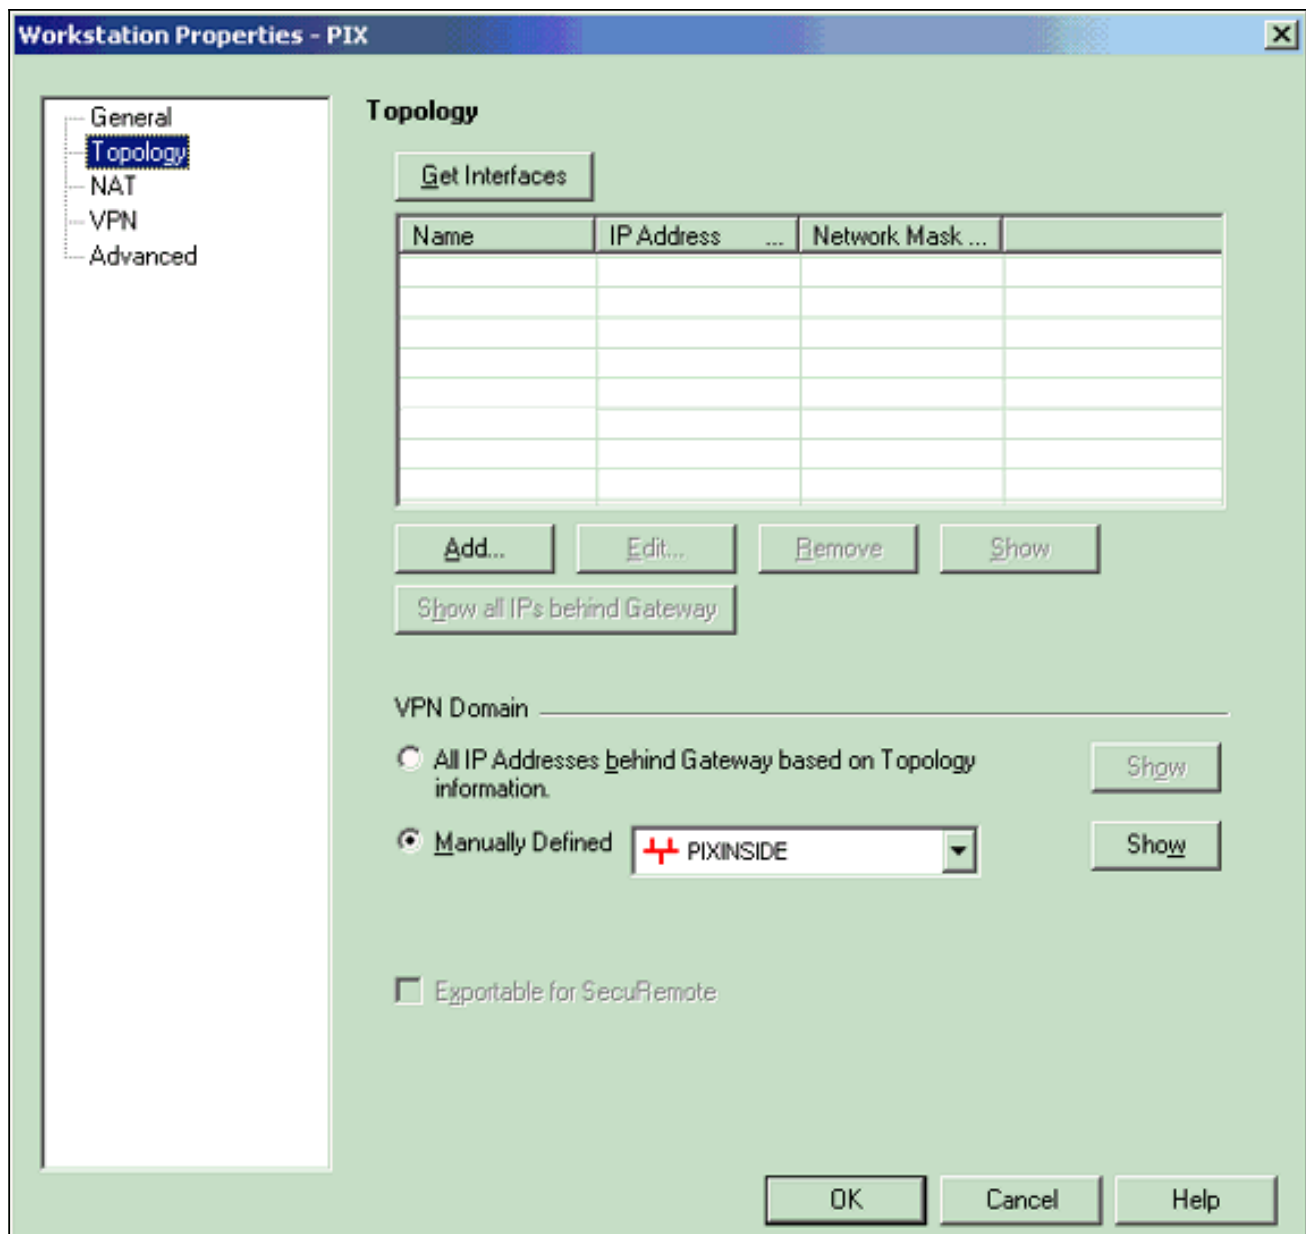 Workstation Properties - PIX
General
Topology
NAT
VPN
Advanced
Topology
Get Interfaces
Name IP Address ... Network Mask ...
Add... Edit... Remove Show
Show all IPs behind Gateway
VPN Domain
All IP Addresses behind Gateway based on Topology
information.
Show
Manually Defined PIXINSIDE Show
Exportable for SecuRemote
OK Cancel Help